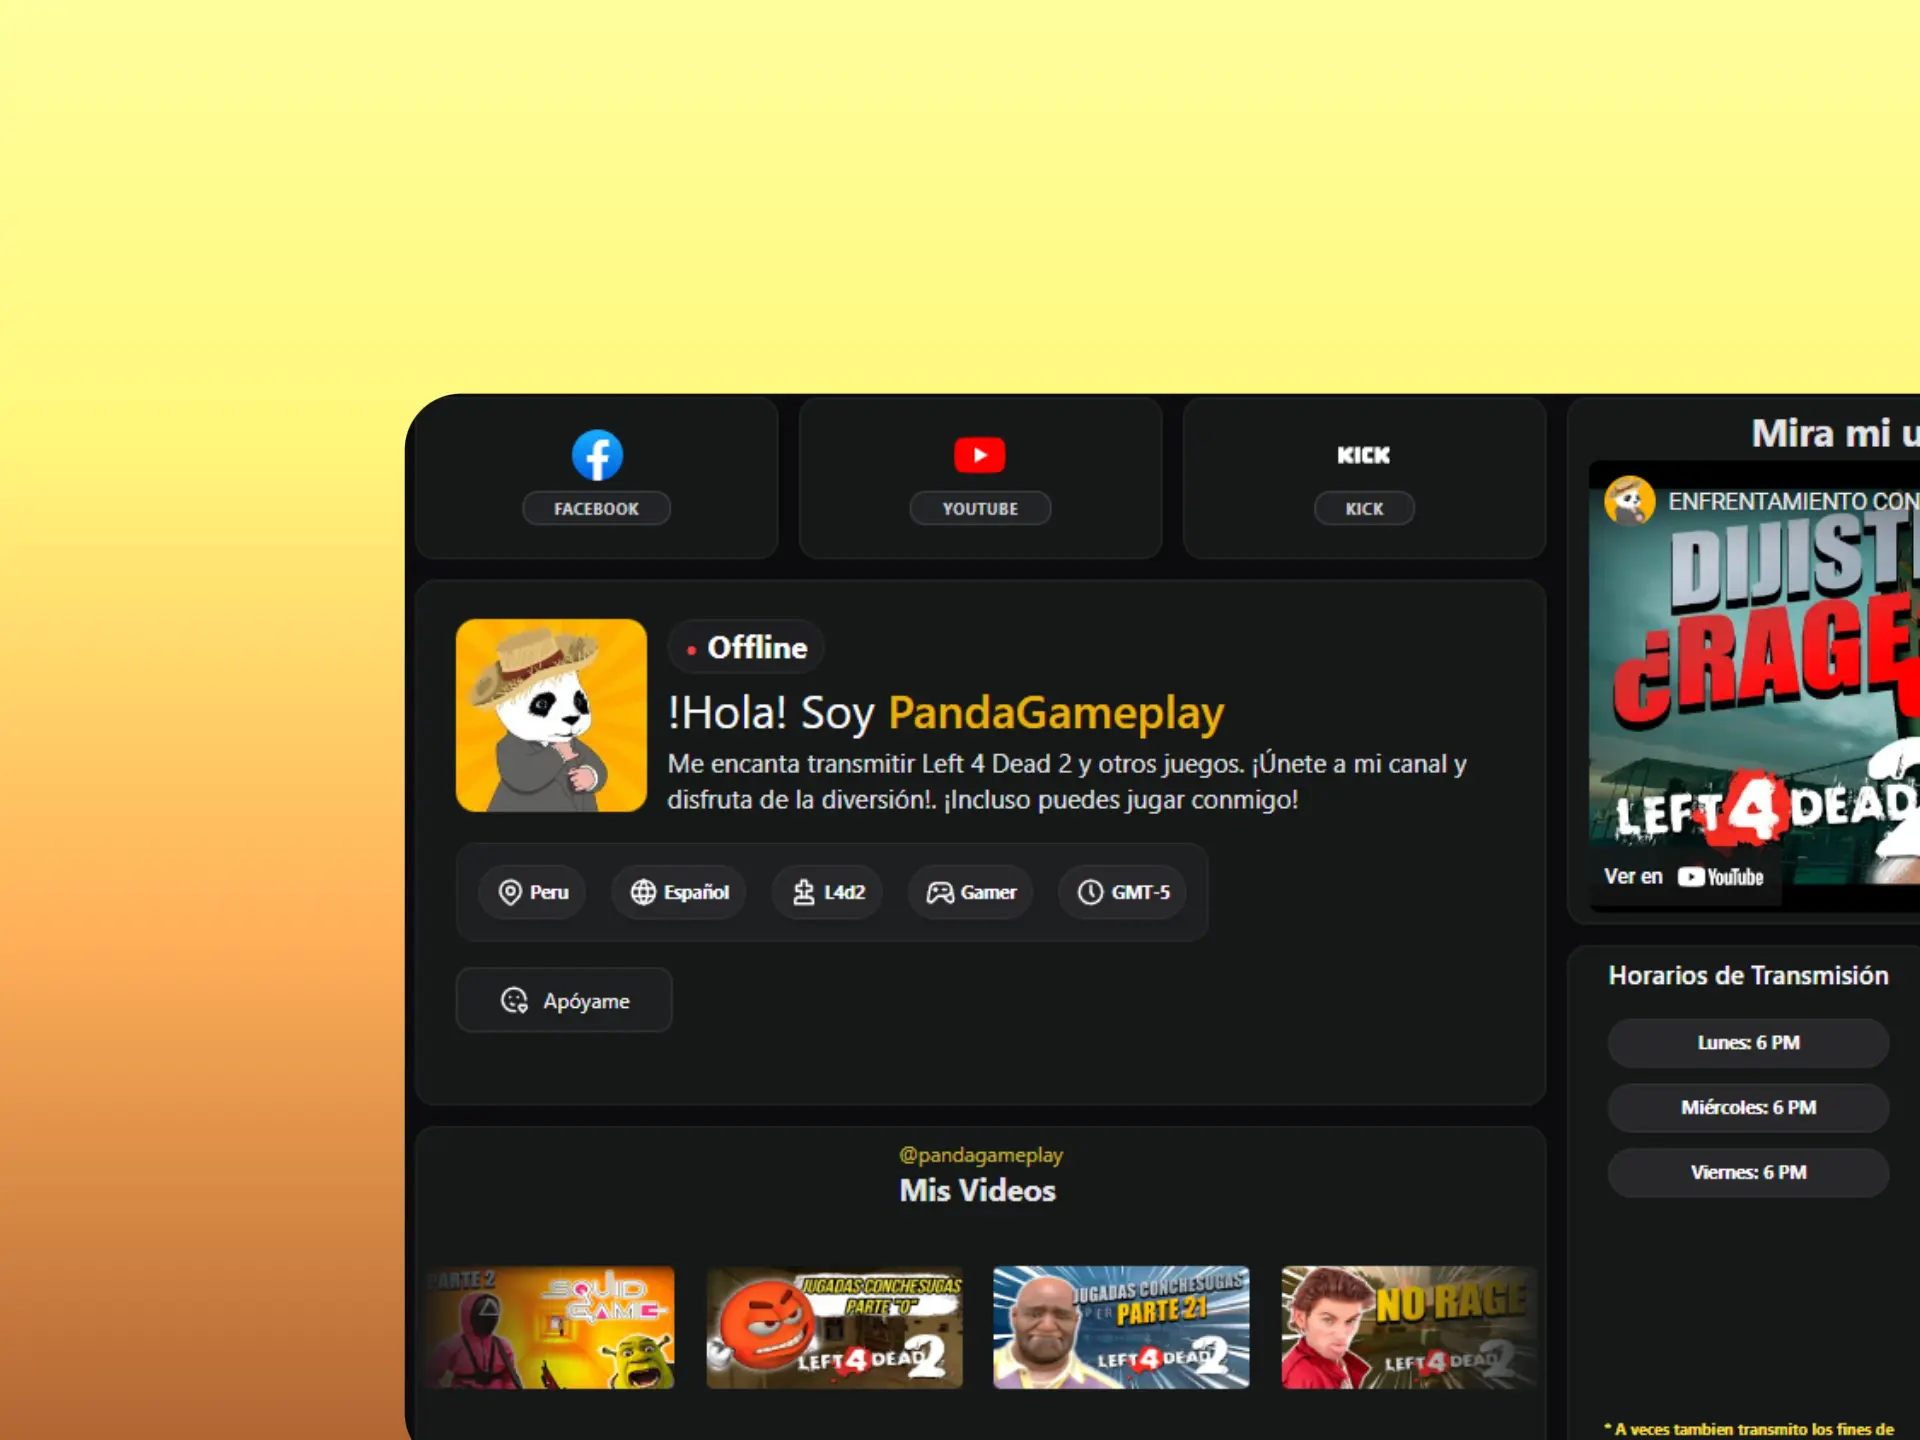 FACEBOOK
YOUTUBE
KICK
KICK
Offline
!Hola! Soy PandaGameplay
Me encanta transmitir Left 4 Dead 2 y otros juegos. ¡Únete a mi canal y
disfruta de la diversión!. ¡Incluso puedes jugar conmigo!
Peru
Español
L4d2
Gamer
GMT-5
Apóyame
@pandagameplay
Mis Videos
PARTE 2
SQUID
GAME
JUGADAS CONCHESUGAS
PARTE "0"
LEFT 4 DEAD 2
JUGADAS CONCHESUGAS
PARTE 21
LEFT 4 DEAD 2
NO RAGE
LEFT 4 DEAD 2
Mira mi u
ENFRENTAMIENTO CON
DIJIST
¿RAGE
LEFT 4 DEAD 2
Ver en YouTube
Horarios de Transmisión
Lunes: 6 PM
Miércoles: 6 PM
Viernes: 6 PM
* A veces tambien transmito los fines de